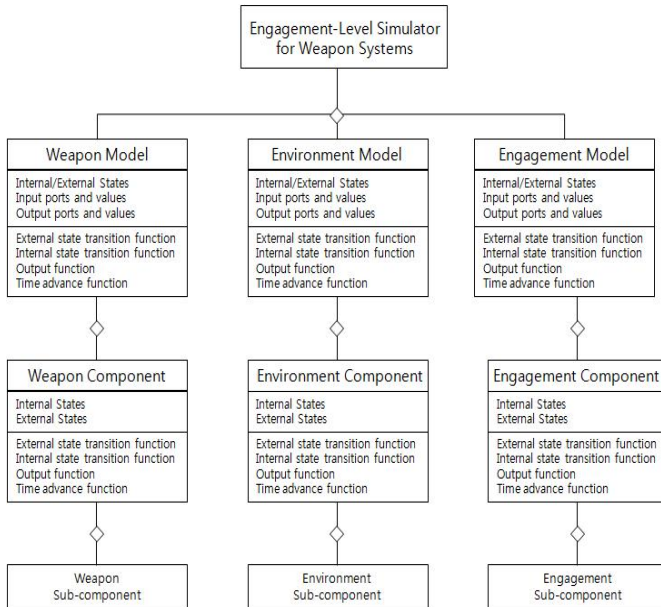 Engagement-Level Simulator
for Weapon Systems
Weapon Model
Internal/External States
Input ports and values
Output ports and values
External state transition function
Internal state transition function
Output function
Time advance function
Environment Model
Internal/External States
Input ports and values
Output ports and values
External state transition function
Internal state transition function
Output function
Time advance function
Engagement Model
Internal/External States
Input ports and values
Output ports and values
External state transition function
Internal state transition function
Output function
Time advance function
Weapon Component
Internal States
External States
External state transition function
Internal state transition function
Output function
Time advance function
Environment Component
Internal States
External States
External state transition function
Internal state transition function
Output function
Time advance function
Engagement Component
Internal States
External States
External state transition function
Internal state transition function
Output function
Time advance function
Weapon
Sub-component
Environment
Sub-component
Engagement
Sub-component